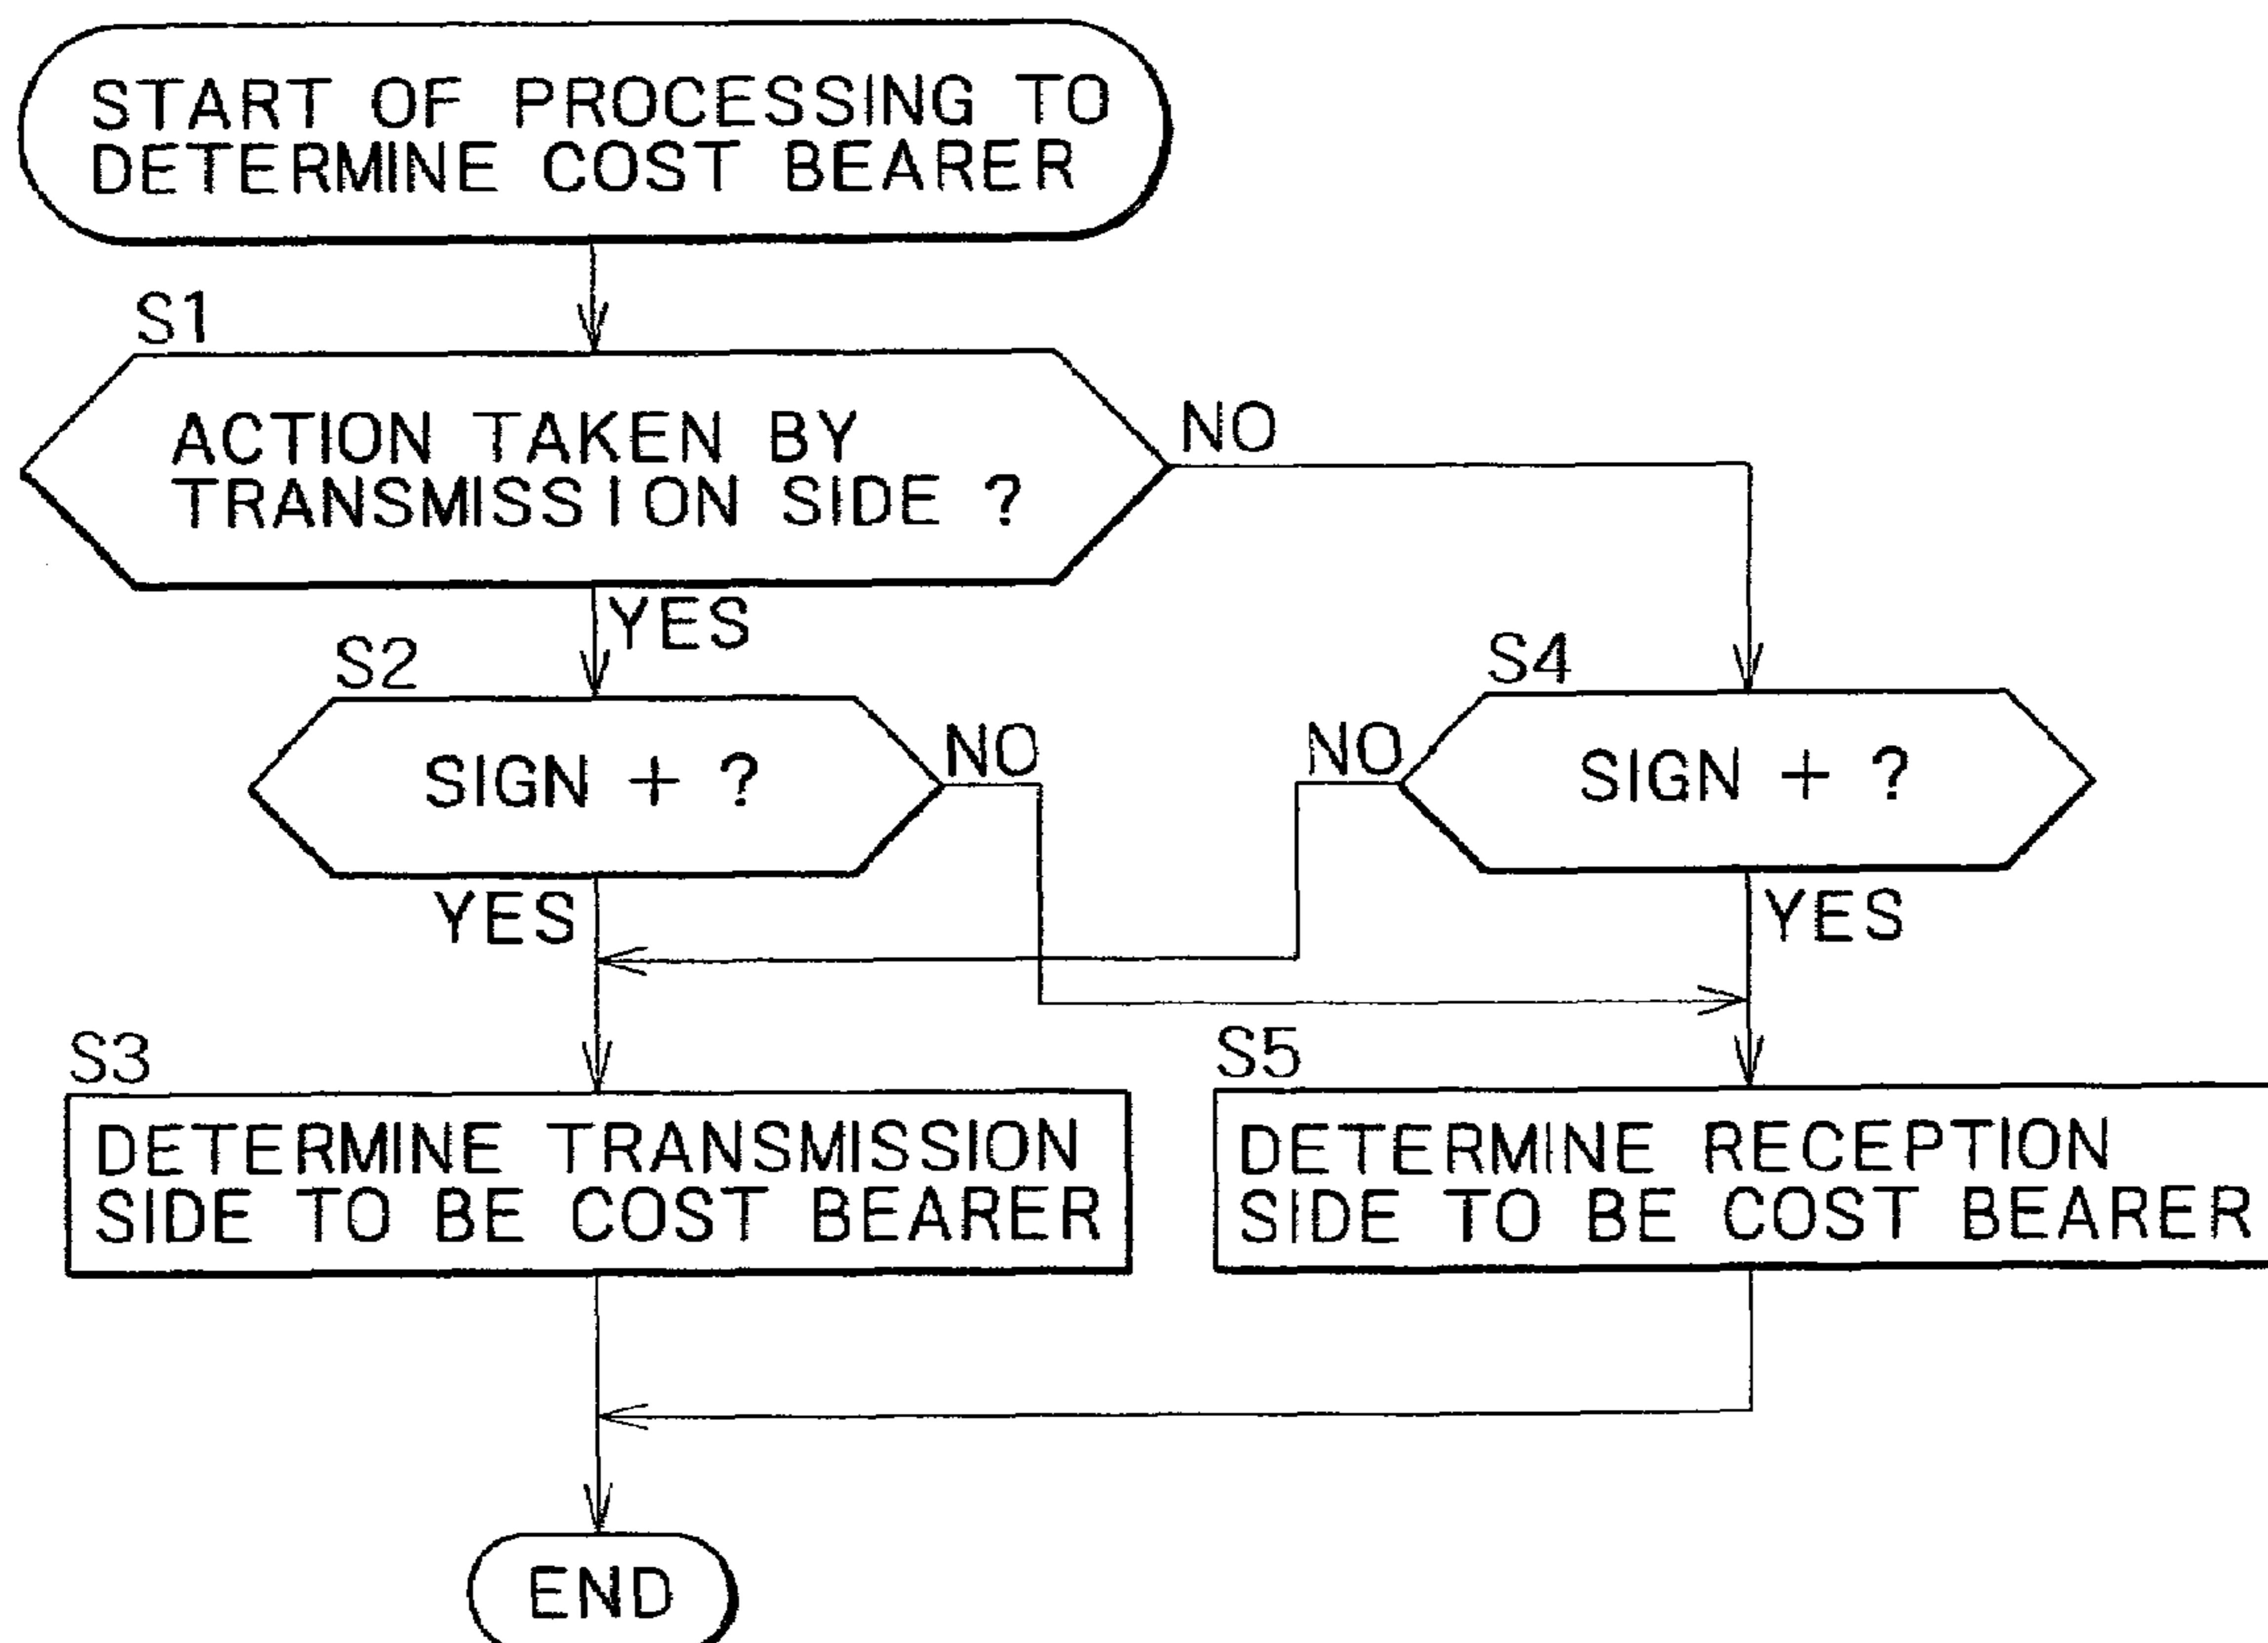 START OF PROCESSING TO
DETERMINE COST BEARER
S1
ACTION TAKEN BY
TRANSMISSION SIDE ?
NO
YES
S2
SIGN + ?
NO
YES
S4
SIGN + ?
NO
YES
S3
DETERMINE TRANSMISSION
SIDE TO BE COST BEARER
S5
DETERMINE RECEPTION
SIDE TO BE COST BEARER
END